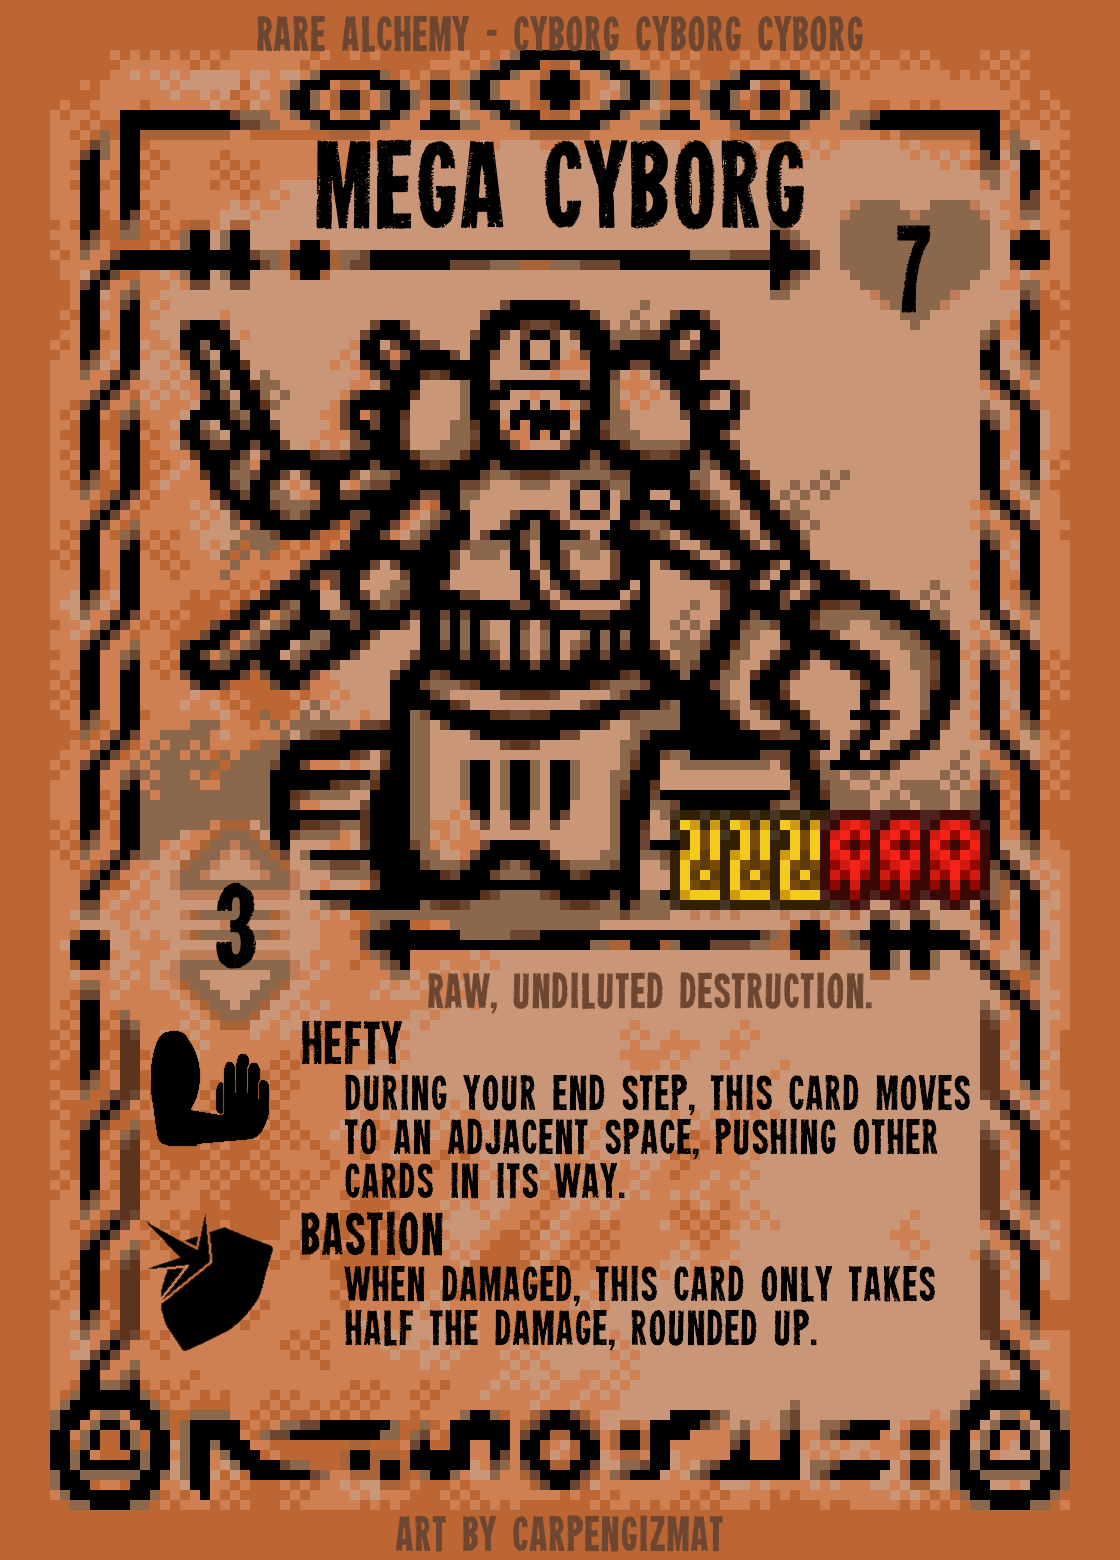 RARE ALCHEMY - CYBORG CYBORG CYBORG
MEGA CYBORG
7
3
RAW, UNDILUTED DESTRUCTION.
HEFTY
DURING YOUR END STEP, THIS CARD MOVES
TO AN ADJACENT SPACE, PUSHING OTHER
CARDS IN ITS WAY.
BASTION
WHEN DAMAGED, THIS CARD ONLY TAKES
HALF THE DAMAGE, ROUNDED UP.
ART BY CARPENGIZMAT